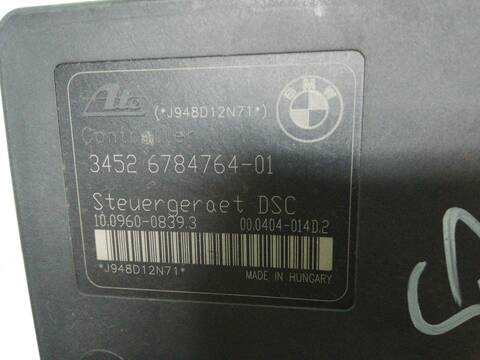 Ate (*J948D12N71*) BMW
Controller
3452 6784764-01
Steuergeraet DSC
10.0960-0839.3 00.0404-014D.2
*J948D12N71*
MADE IN HUNGARY